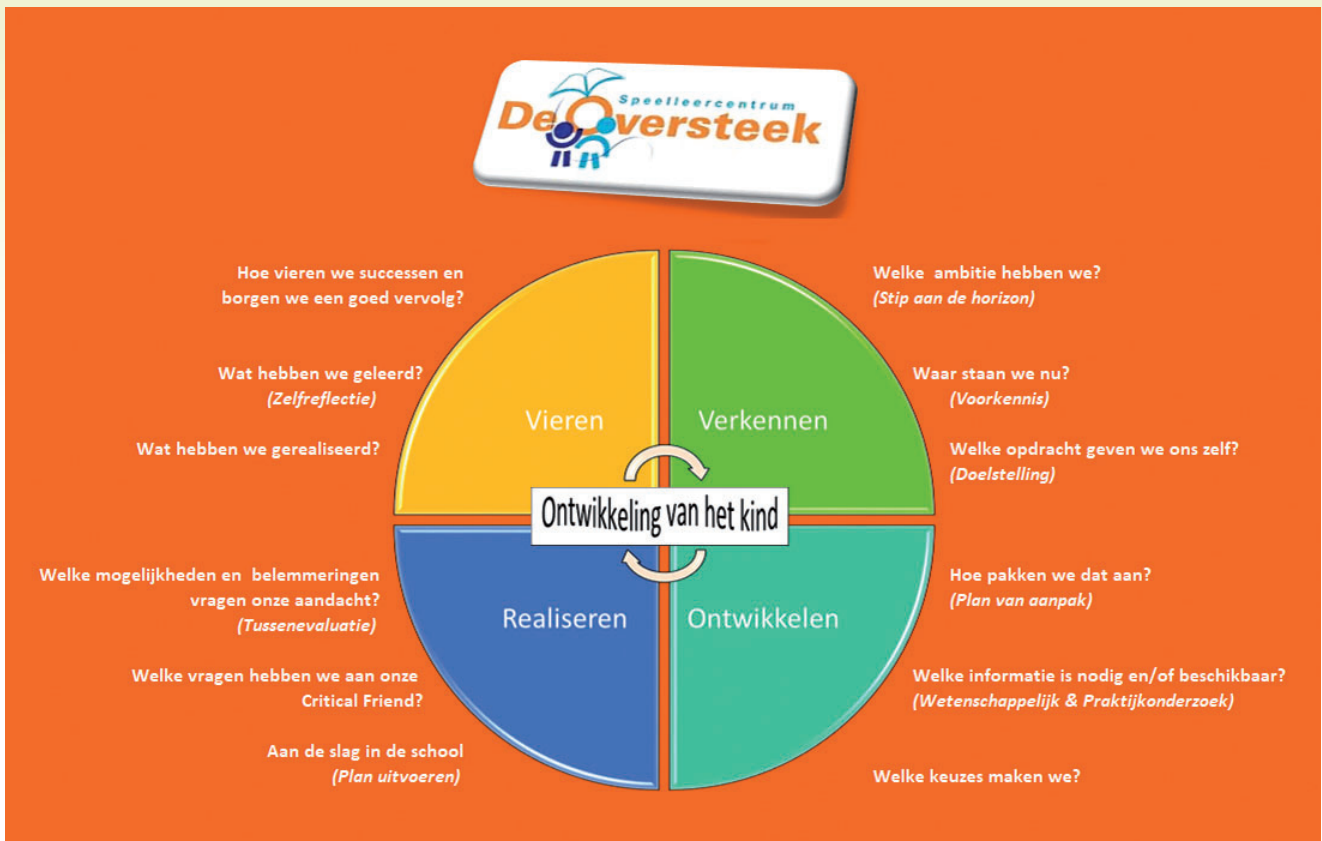 Speelleercentrum
De Oversteek
Hoe vieren we successen en
borgen we een goed vervolg?
Wat hebben we geleerd?
(Zelfreflectie)
Wat hebben we gerealiseerd?
Welke ambitie hebben we?
(Stip aan de horizon)
Waar staan we nu?
(Voorkennis)
Welke opdracht geven we ons zelf?
(Doelstelling)
Vieren
Verkennen
Ontwikkeling van het kind
Realiseren
Ontwikkelen
Welke mogelijkheden en belemmeringen
vragen onze aandacht?
(Tussenevaluatie)
Welke vragen hebben we aan onze
Critical Friend?
Aan de slag in de school
(Plan uitvoeren)
Hoe pakken we dat aan?
(Plan van aanpak)
Welke informatie is nodig en/of beschikbaar?
(Wetenschappelijk & Praktijkonderzoek)
Welke keuzes maken we?